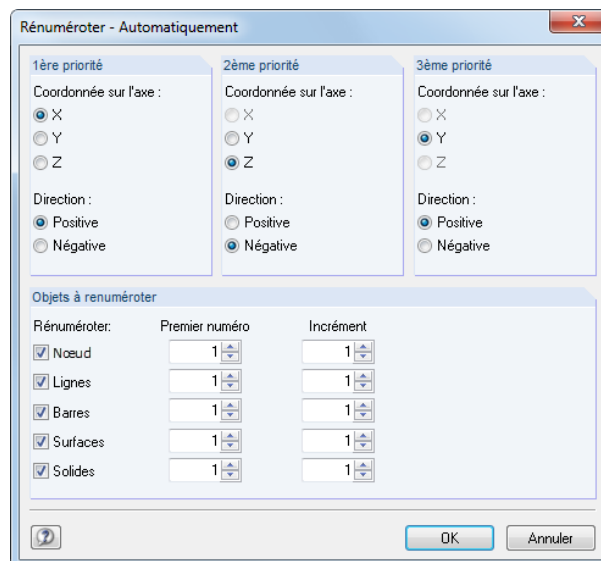 Rénuméroter - Automatiquement
1ère priorité
Coordonnée sur l'axe :
X
Y
Z
Direction :
Positive
Négative
2ème priorité
Coordonnée sur l'axe :
X
Y
Z
Direction :
Positive
Négative
3ème priorité
Coordonnée sur l'axe :
X
Y
Z
Direction :
Positive
Négative
Objets à renuméroter
Rénuméroter: Premier numéro Incrément
Nœud 1 1
Lignes 1 1
Barres 1 1
Surfaces 1 1
Solides 1 1
OK Annuler